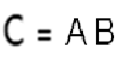 C = A B